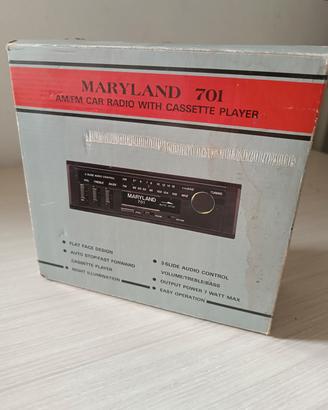 MARYLAND 701
AM/FM CAR RADIO WITH CASSETTE PLAYER
MARYLAND
701
• FLAT FACE DESIGN
• AUTO STOP/FAST FORWARD
CASSETTE PLAYER
• NIGHT ILLUMINATION
• 3-SLIDE AUDIO CONTROL
VOLUME/TREBLE/BASS
• OUTPUT POWER 7 WATT MAX
• EASY OPERATION